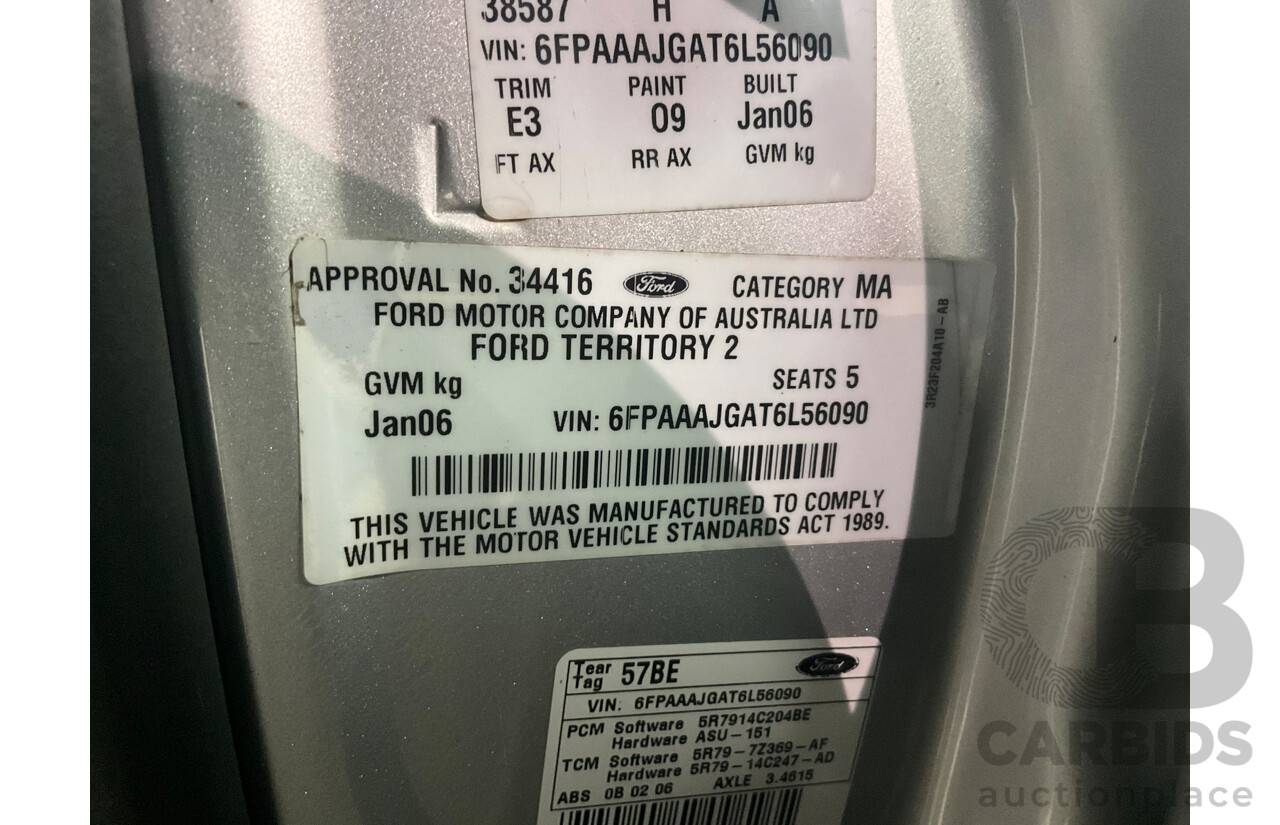 38587 H A
VIN: 6FPAAAJGAT6L56090
TRIM PAINT BUILT
E3 09 Jan06
FT AX RR AX GVM kg
APPROVAL No. 34416 Ford CATEGORY MA
FORD MOTOR COMPANY OF AUSTRALIA LTD
FORD TERRITORY 2
GVM kg SEATS 5
Jan06 VIN: 6FPAAAJGAT6L56090
THIS VEHICLE WAS MANUFACTURED TO COMPLY
WITH THE MOTOR VEHICLE STANDARDS ACT 1989.
3R23F204A10-AB
Tear Tag 57BE Ford
VIN: 6FPAAAJGAT6L56090
PCM Software 5R7914C204BE
Hardware ASU-151
TCM Software 5R79-7Z369-AF
Hardware 5R79-14C247-AD
ABS 0B 02 06 AXLE 3.4615
CARBIDS
auctionplace